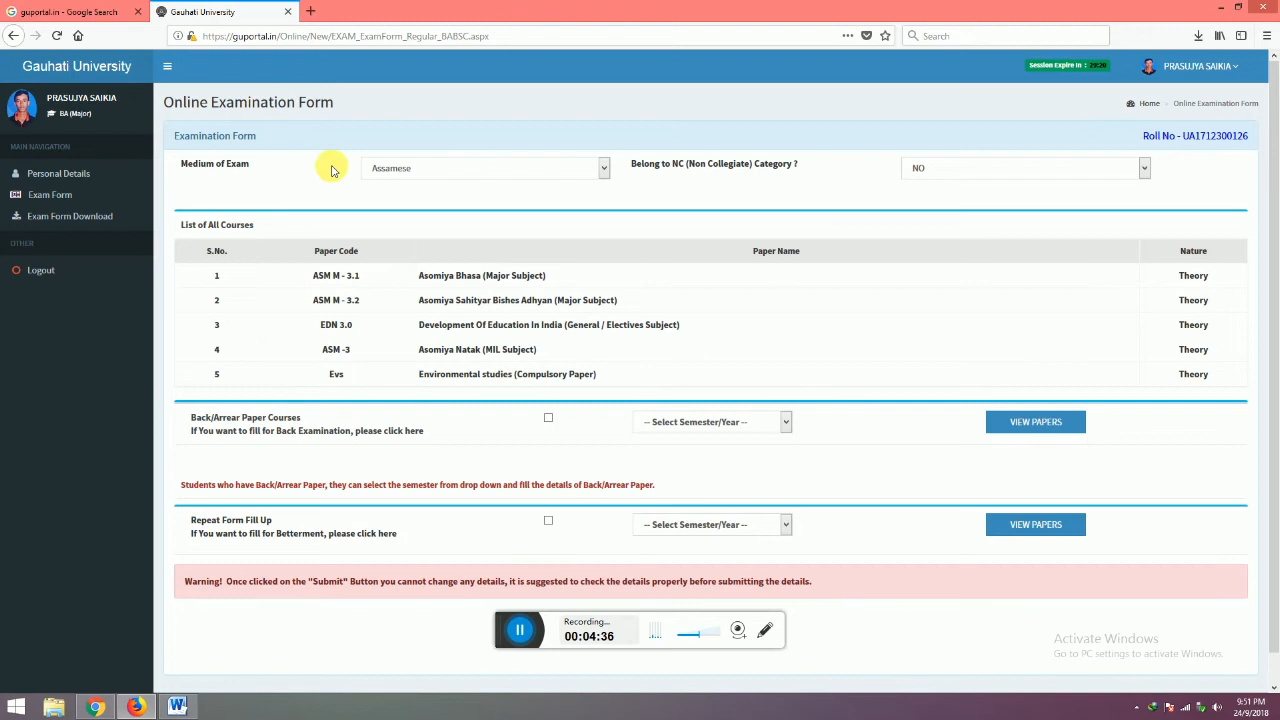 guportal.in - Google Search
Gauhati University
https://guportal.in/Online/New/EXAM_ExamForm_Regular_BABSC.aspx
Search
Gauhati University
Session Expire in : 29:20
PRASUJYA SAIKIA
PRASUJYA SAIKIA
BA (Major)
MAIN NAVIGATION
Personal Details
Exam Form
Exam Form Download
OTHER
Logout
Online Examination Form
Home
Online Examination Form
Examination Form
Roll No - UA1712300126
Medium of Exam
Assamese
Belong to NC (Non Collegiate) Category ?
NO
List of All Courses
S.No. Paper Code Paper Name Nature
1 ASM M - 3.1 Asomiya Bhasa (Major Subject) Theory
2 ASM M - 3.2 Asomiya Sahityar Bishes Adhyan (Major Subject) Theory
3 EDN 3.0 Development Of Education In India (General / Electives Subject) Theory
4 ASM -3 Asomiya Natak (MIL Subject) Theory
5 Evs Environmental studies (Compulsory Paper) Theory
Back/Arrear Paper Courses
If You want to fill for Back Examination, please click here
-- Select Semester/Year --
VIEW PAPERS
Students who have Back/Arrear Paper, they can select the semester from drop down and fill the details of Back/Arrear Paper.
Repeat Form Fill Up
If You want to fill for Betterment, please click here
-- Select Semester/Year --
VIEW PAPERS
Warning! Once clicked on the "Submit" Button you cannot change any details, it is suggested to check the details properly before submitting the details.
Recording...
00:04:36
Activate Windows
Go to PC settings to activate Windows.
9:51 PM
24/9/2018